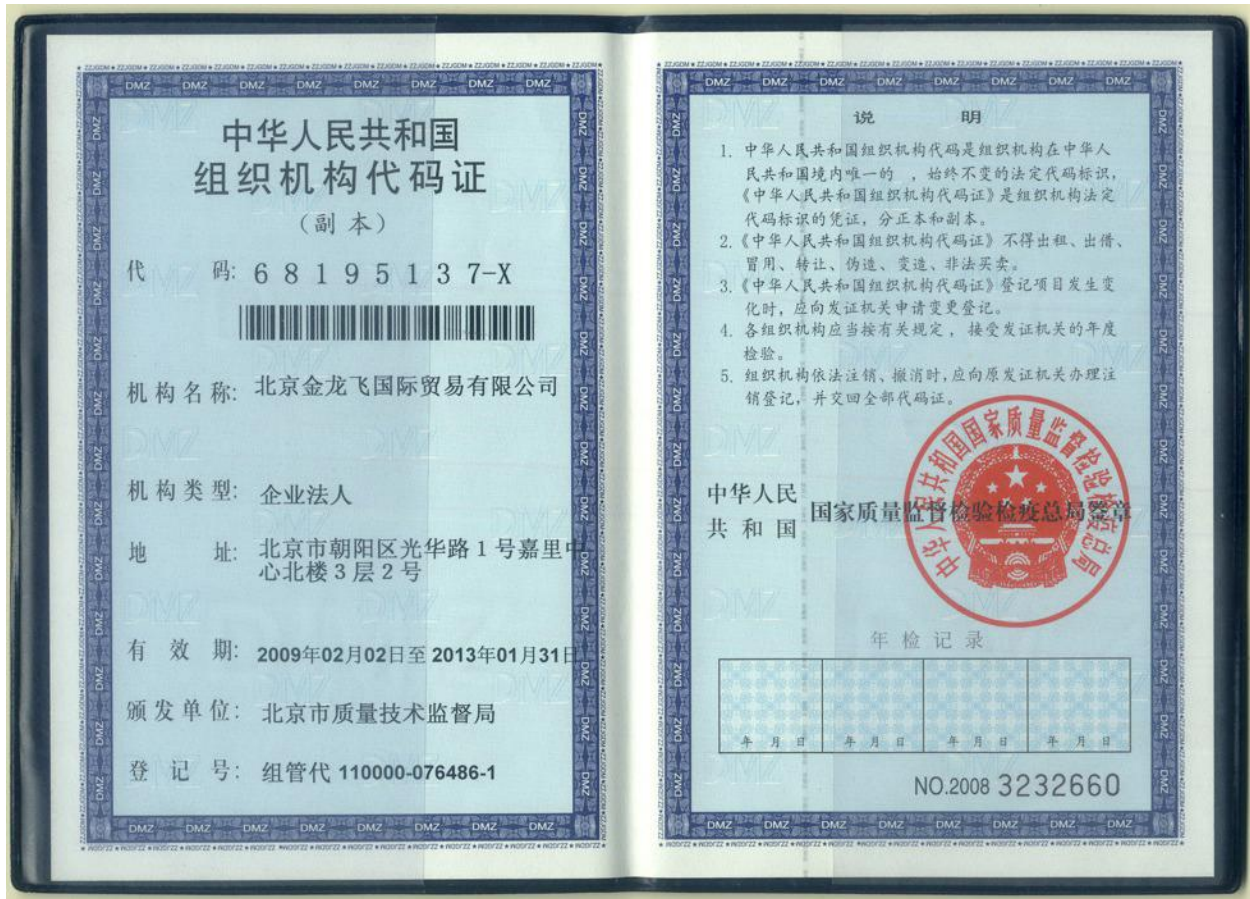 中华人民共和国
组织机构代码证
(副本)
代 码: 6 8 1 9 5 1 3 7-X
机构名称: 北京金龙飞国际贸易有限公司
机构类型: 企业法人
地 址: 北京市朝阳区光华路1号嘉里中
心北楼3层2号
有 效 期: 2009年02月02日至 2013年01月31日
颁发单位: 北京市质量技术监督局
登 记 号: 组管代 110000-076486-1
说 明
1. 中华人民共和国组织机构代码是组织机构在中华人
民共和国境内唯一的 ,始终不变的法定代码标识,
《中华人民共和国组织机构代码证》是组织机构法定
代码标识的凭证,分正本和副本。
2.《中华人民共和国组织机构代码证》不得出租、出借、
冒用、转让、伪造、变造、非法买卖。
3.《中华人民共和国组织机构代码证》登记项目发生变
化时,应向发证机关申请变更登记。
4. 各组织机构应当按有关规定 ,接受发证机关的年度
检验。
5. 组织机构依法注销、撤消时,应向原发证机关办理注
销登记,并交回全部代码证。
中华人民
共 和 国
国家质量监督检验检疫总局签章
中华人民共和国国家质量监督检验检疫总局
年检记录
年 月 日 年 月 日 年 月 日 年 月 日
NO.2008 3232660